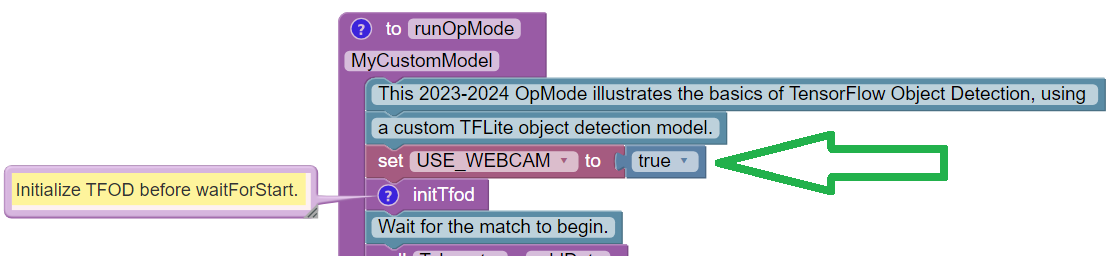 ? to runOpMode
MyCustomModel
This 2023-2024 OpMode illustrates the basics of TensorFlow Object Detection, using
a custom TFLite object detection model.
set USE_WEBCAM to true
Initialize TFOD before waitForStart.
? initTfod
Wait for the match to begin.